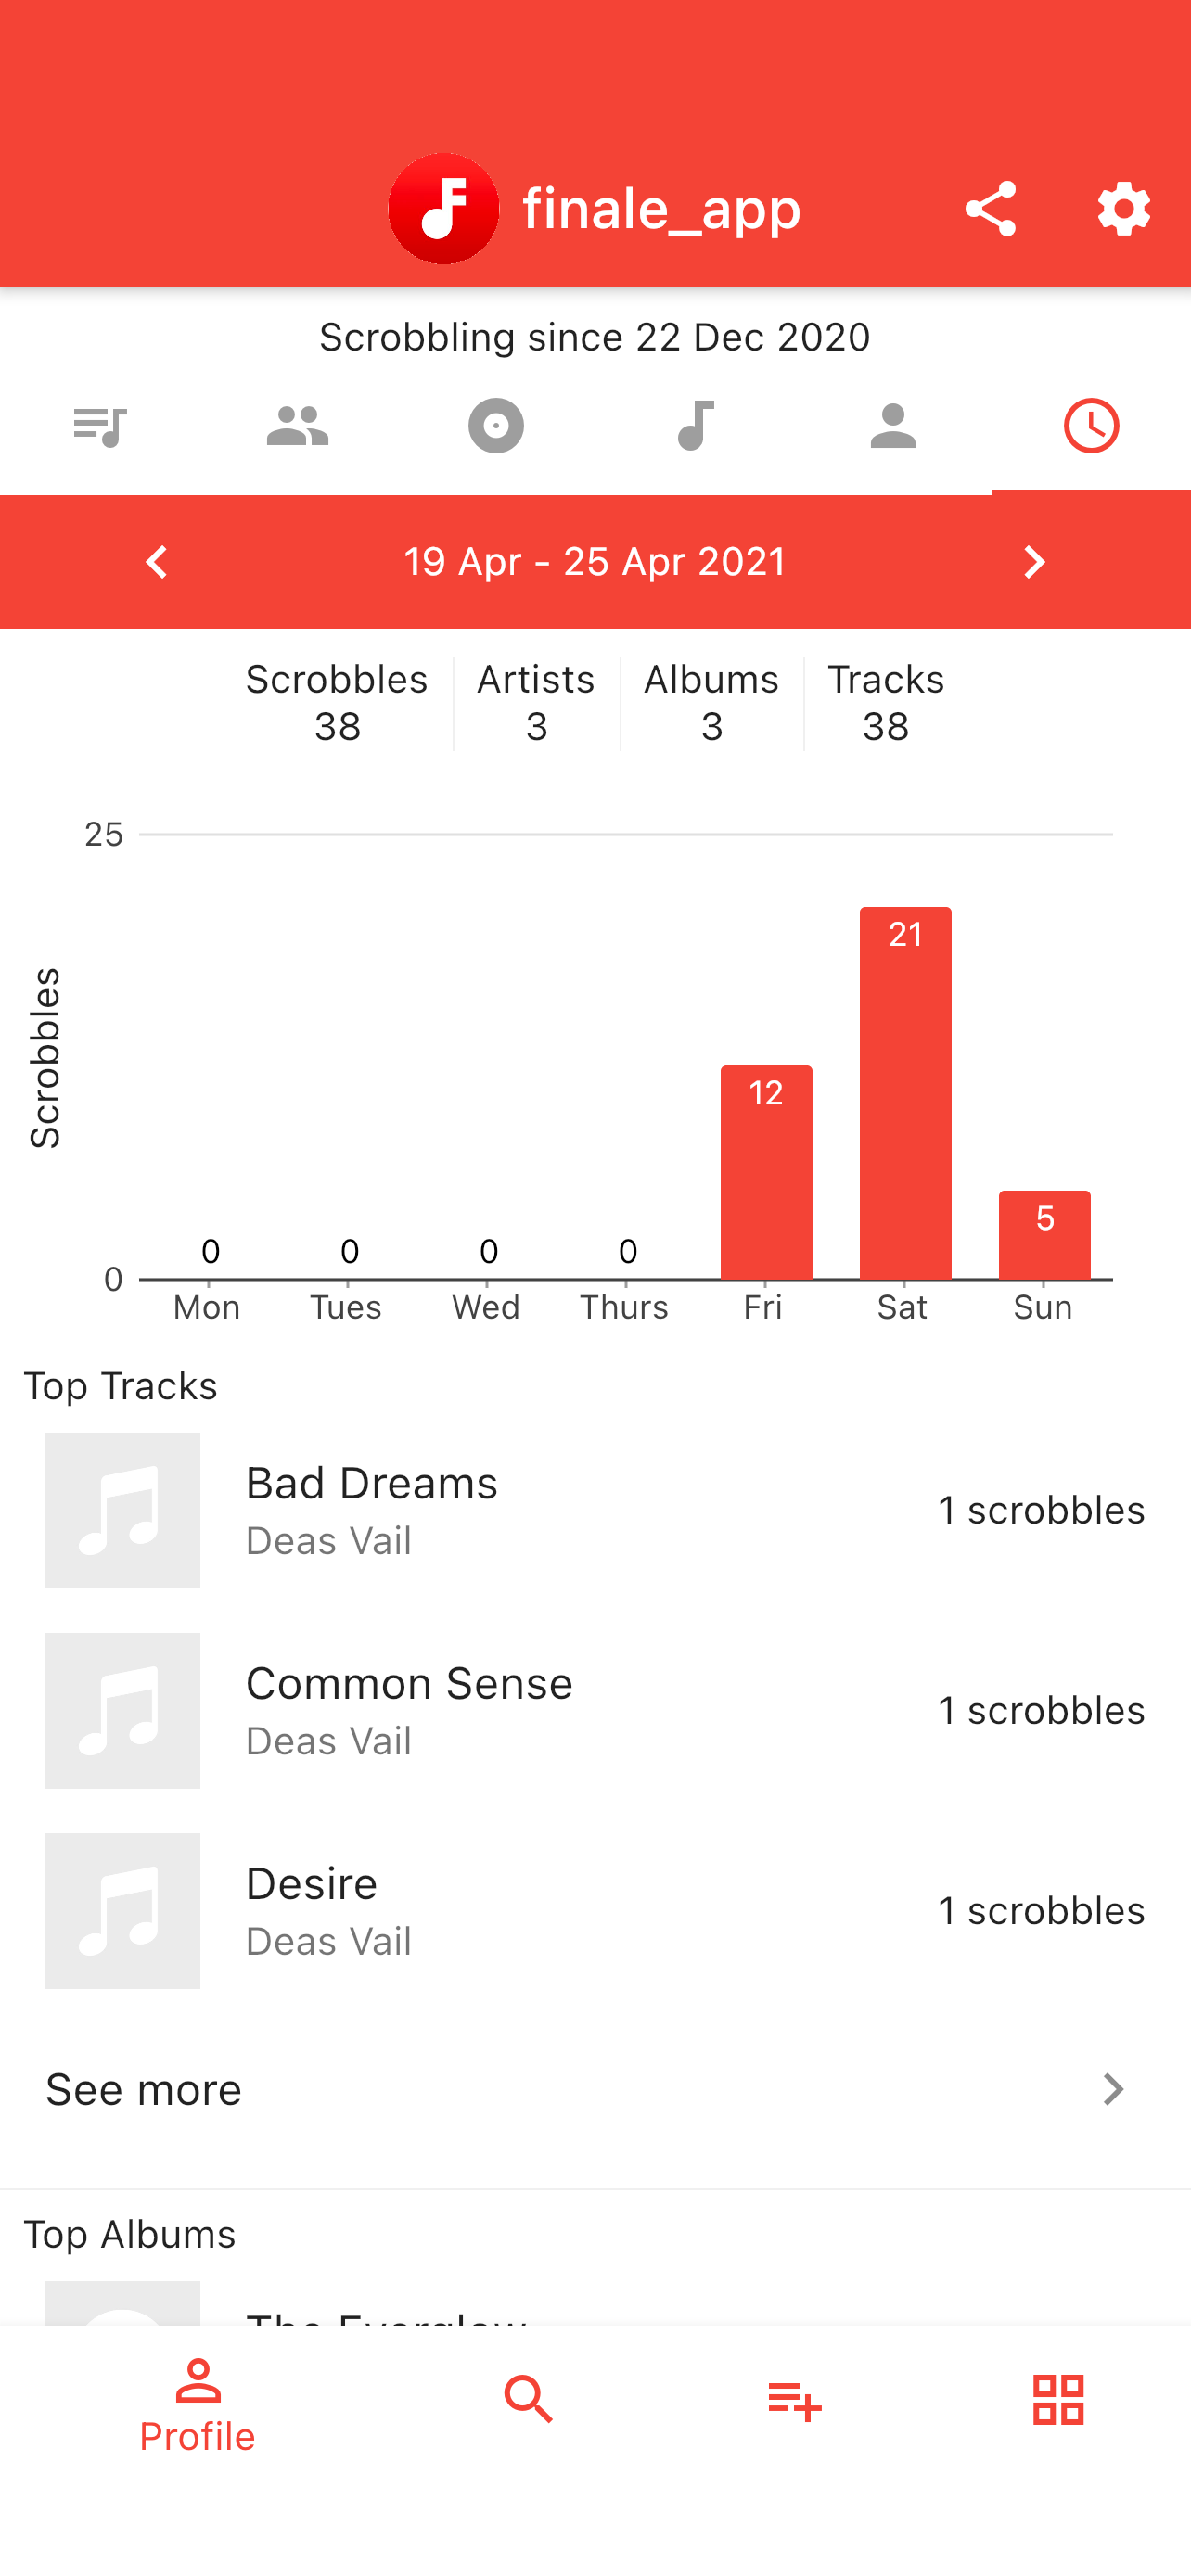 finale_app
Scrobbling since 22 Dec 2020
19 Apr - 25 Apr 2021
Scrobbles Artists Albums Tracks
38 3 3 38
25
Scrobbles
21
12
5
0 0 0 0
0
Mon Tues Wed Thurs Fri Sat Sun
Top Tracks
Bad Dreams
Deas Vail
1 scrobbles
Common Sense
Deas Vail
1 scrobbles
Desire
Deas Vail
1 scrobbles
See more
Top Albums
The Everglow
Profile